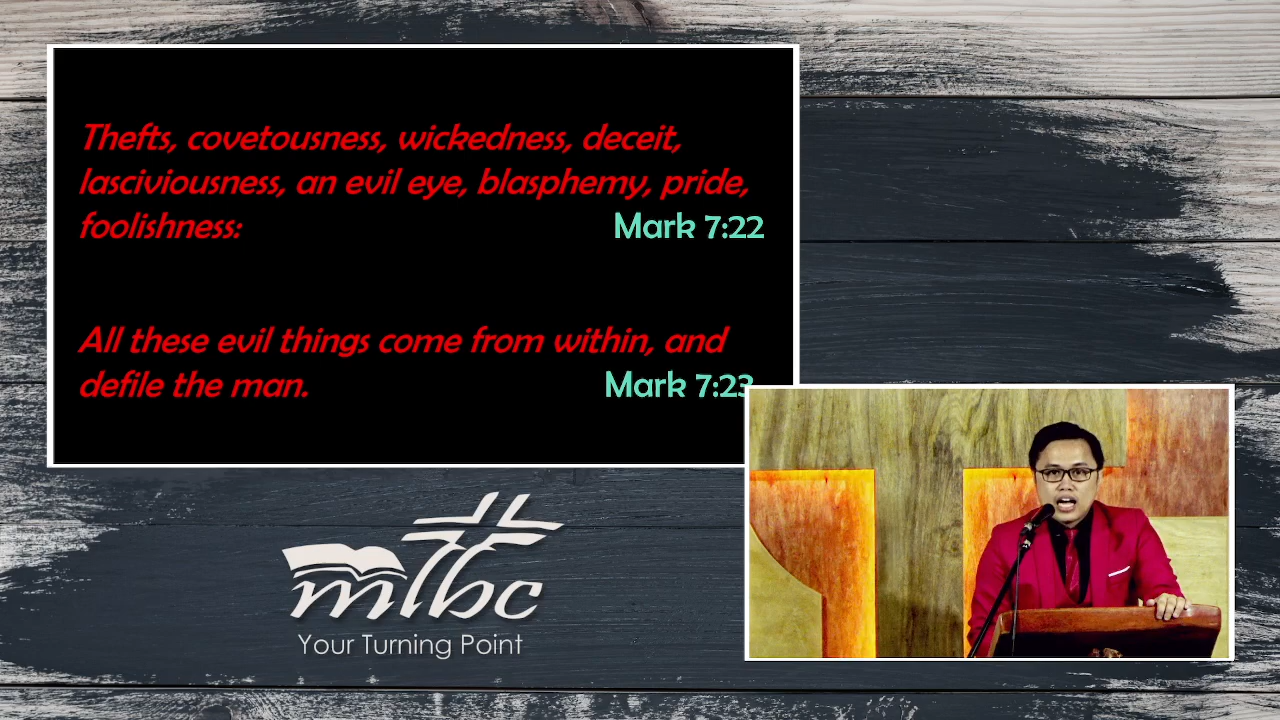 Thefts, covetousness, wickedness, deceit,
lasciviousness, an evil eye, blasphemy, pride,
foolishness: Mark 7:22
All these evil things come from within, and
defile the man. Mark 7:23
mlbc
Your Turning Point